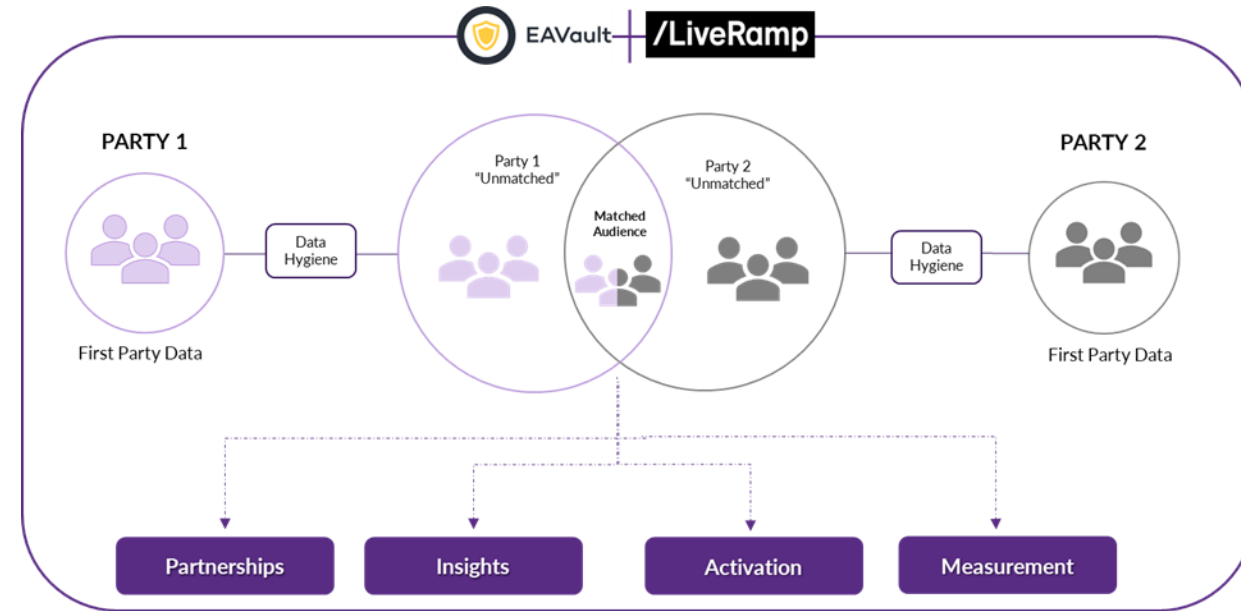 EAVault
/LiveRamp
PARTY 1
PARTY 2
Party 1
"Unmatched"
Party 2
"Unmatched"
Matched
Audience
Data
Hygiene
Data
Hygiene
First Party Data
First Party Data
Partnerships
Insights
Activation
Measurement